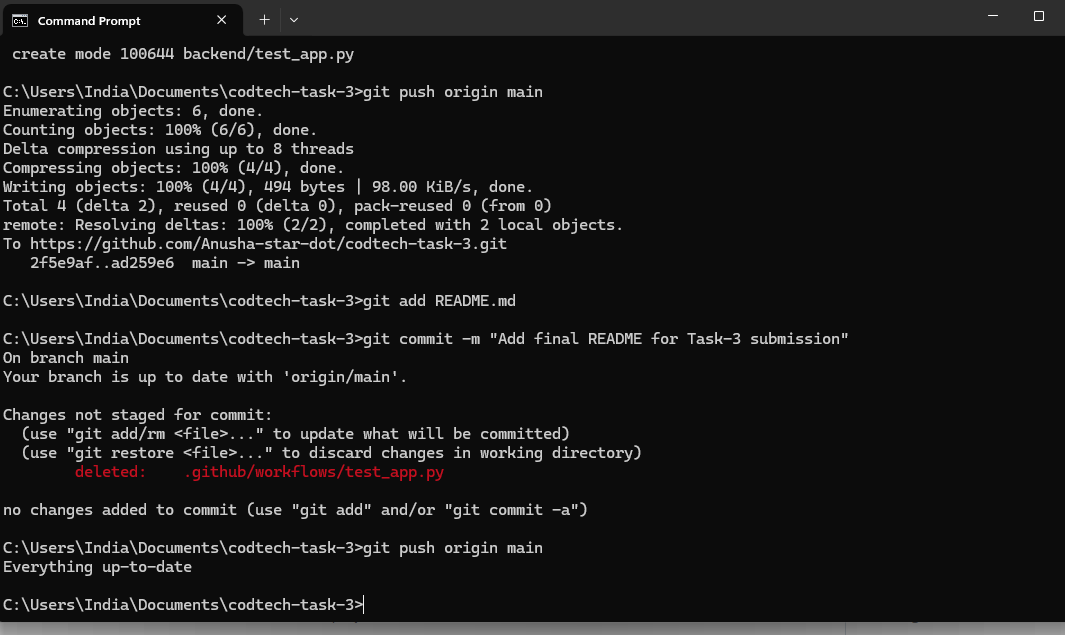 Command Prompt
create mode 100644 backend/test_app.py
C:\Users\India\Documents\codtech-task-3>git push origin main
Enumerating objects: 6, done.
Counting objects: 100% (6/6), done.
Delta compression using up to 8 threads
Compressing objects: 100% (4/4), done.
Writing objects: 100% (4/4), 494 bytes | 98.00 KiB/s, done.
Total 4 (delta 2), reused 0 (delta 0), pack-reused 0 (from 0)
remote: Resolving deltas: 100% (2/2), completed with 2 local objects.
To https://github.com/Anusha-star-dot/codtech-task-3.git
2f5e9af..ad259e6  main -> main
C:\Users\India\Documents\codtech-task-3>git add README.md
C:\Users\India\Documents\codtech-task-3>git commit -m "Add final README for Task-3 submission"
On branch main
Your branch is up to date with 'origin/main'.
Changes not staged for commit:
(use "git add/rm <file>..." to update what will be committed)
(use "git restore <file>..." to discard changes in working directory)
deleted:    .github/workflows/test_app.py
no changes added to commit (use "git add" and/or "git commit -a")
C:\Users\India\Documents\codtech-task-3>git push origin main
Everything up-to-date
C:\Users\India\Documents\codtech-task-3>